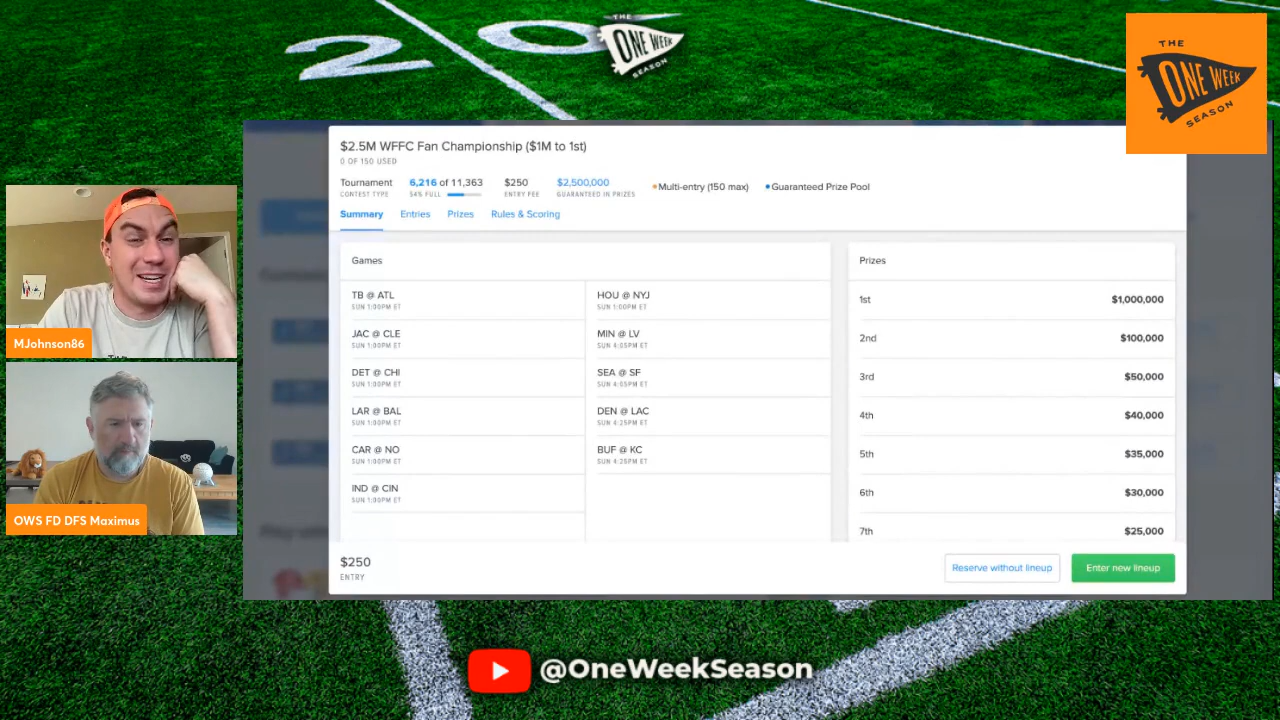 2 0
THE
ONE WEEK
SEASON
THE
ONE WEEK
SEASON
$2.5M WFFC Fan Championship ($1M to 1st)
0 OF 150 USED
Tournament
CONTEST TYPE
6,216 of 11,363
54% FULL
$250
ENTRY FEE
$2,500,000
GUARANTEED IN PRIZES
Multi-entry (150 max)
Guaranteed Prize Pool
Summary Entries Prizes Rules & Scoring
Games
TB @ ATL
SUN 1:00PM ET
JAC @ CLE
SUN 1:00PM ET
DET @ CHI
SUN 1:00PM ET
LAR @ BAL
SUN 1:00PM ET
CAR @ NO
SUN 1:00PM ET
IND @ CIN
SUN 1:00PM ET
HOU @ NYJ
SUN 1:00PM ET
MIN @ LV
SUN 4:05PM ET
SEA @ SF
SUN 4:05PM ET
DEN @ LAC
SUN 4:25PM ET
BUF @ KC
SUN 4:25PM ET
Prizes
1st $1,000,000
2nd $100,000
3rd $50,000
4th $40,000
5th $35,000
6th $30,000
7th $25,000
$250
ENTRY
Reserve without lineup
Enter new lineup
MJohnson86
OWS FD DFS Maximus
@OneWeekSeason